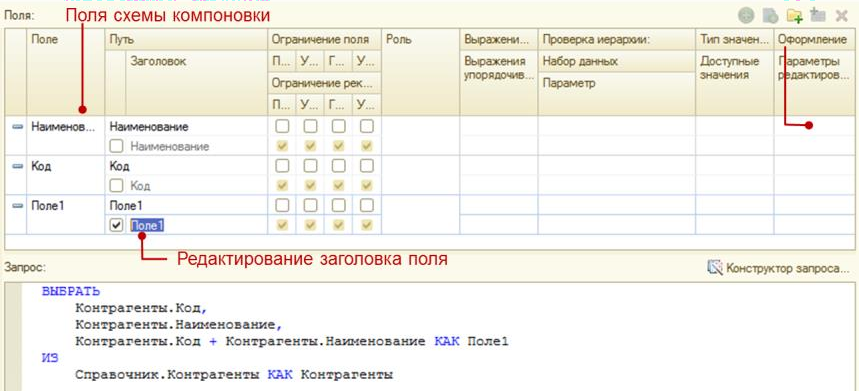 Поля:
Поля схемы компоновки
Поле Путь Ограничение поля Роль Выражени... Проверка иерархии: Тип значен... Оформление
Заголовок П... У... Г... У... Выражения упорядочив... Набор данных Доступные значения Параметры редактиров...
Ограничение рек... Параметр
П... У... Г... У...
Наименов... Наименование
Наименование
Код Код
Код
Поле1 Поле1
Поле1
Редактирование заголовка поля
Запрос: Конструктор запроса...
ВЫБРАТЬ
Контрагенты.Код,
Контрагенты.Наименование,
Контрагенты.Код + Контрагенты.Наименование КАК Поле1
ИЗ
Справочник.Контрагенты КАК Контрагенты